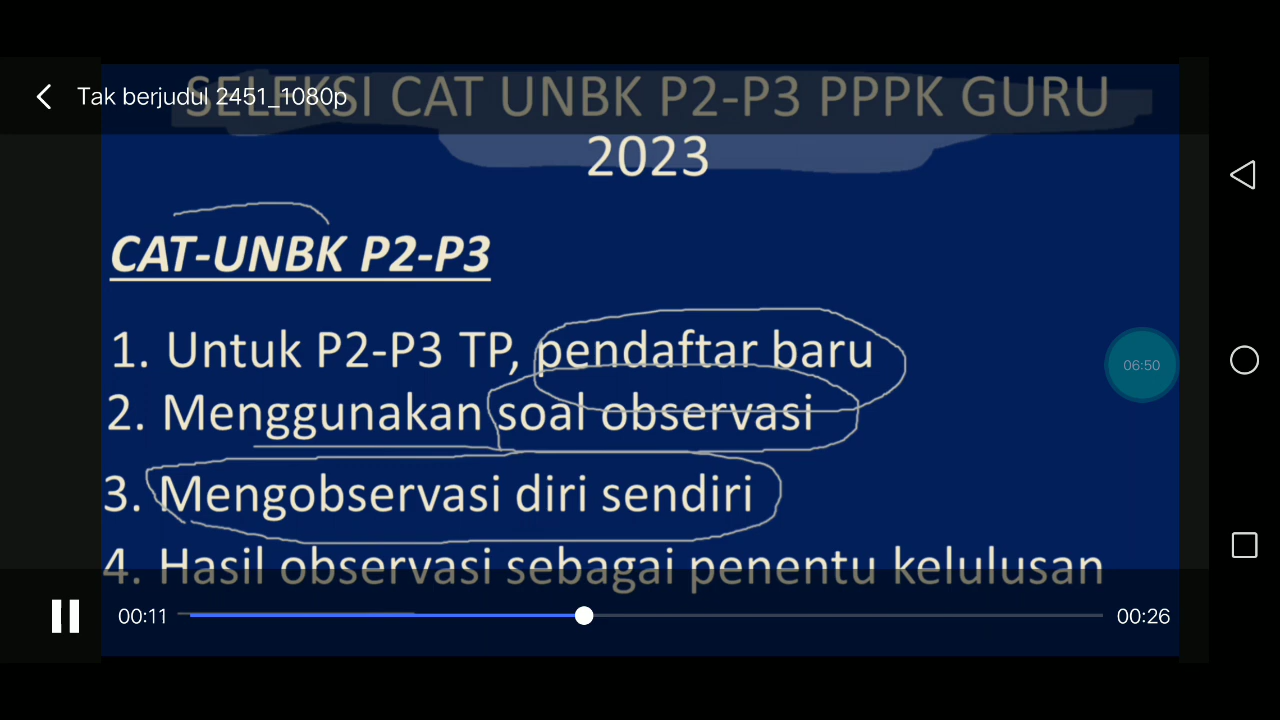 Tak berjudul 2451_1080p
SELEKSI CAT UNBK P2-P3 PPPK GURU
2023
CAT-UNBK P2-P3
1. Untuk P2-P3 TP, pendaftar baru
2. Menggunakan soal observasi
3. Mengobservasi diri sendiri
4. Hasil observasi sebagai penentu kelulusan
06:50
00:11
00:26